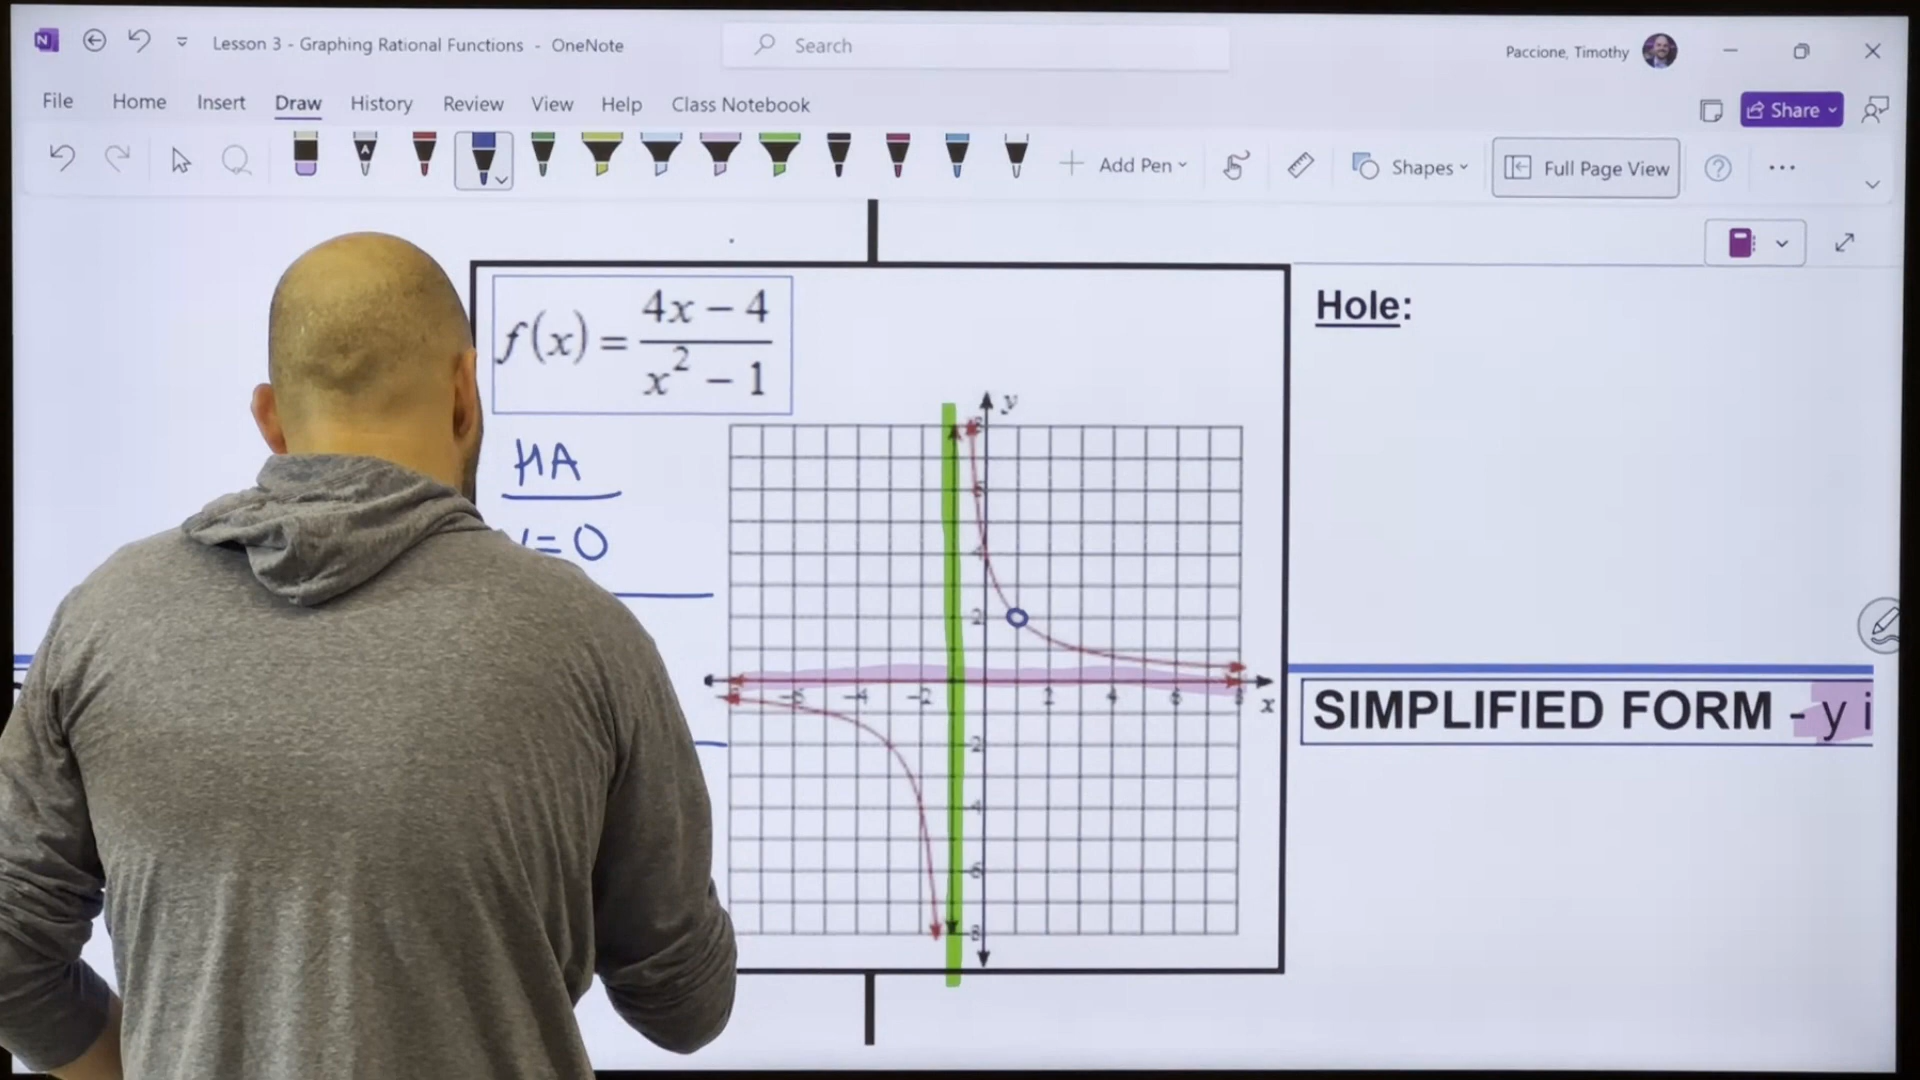 Lesson 3 - Graphing Rational Functions - OneNote
Search
Paccione, Timothy
File Home Insert Draw History Review View Help Class Notebook
Share
Add Pen
Shapes
Full Page View
f(x) = 4x − 4 / x² − 1
Hole:
HA
= 0
y
x
-4 -2 2 4 6 8
SIMPLIFIED FORM - y i